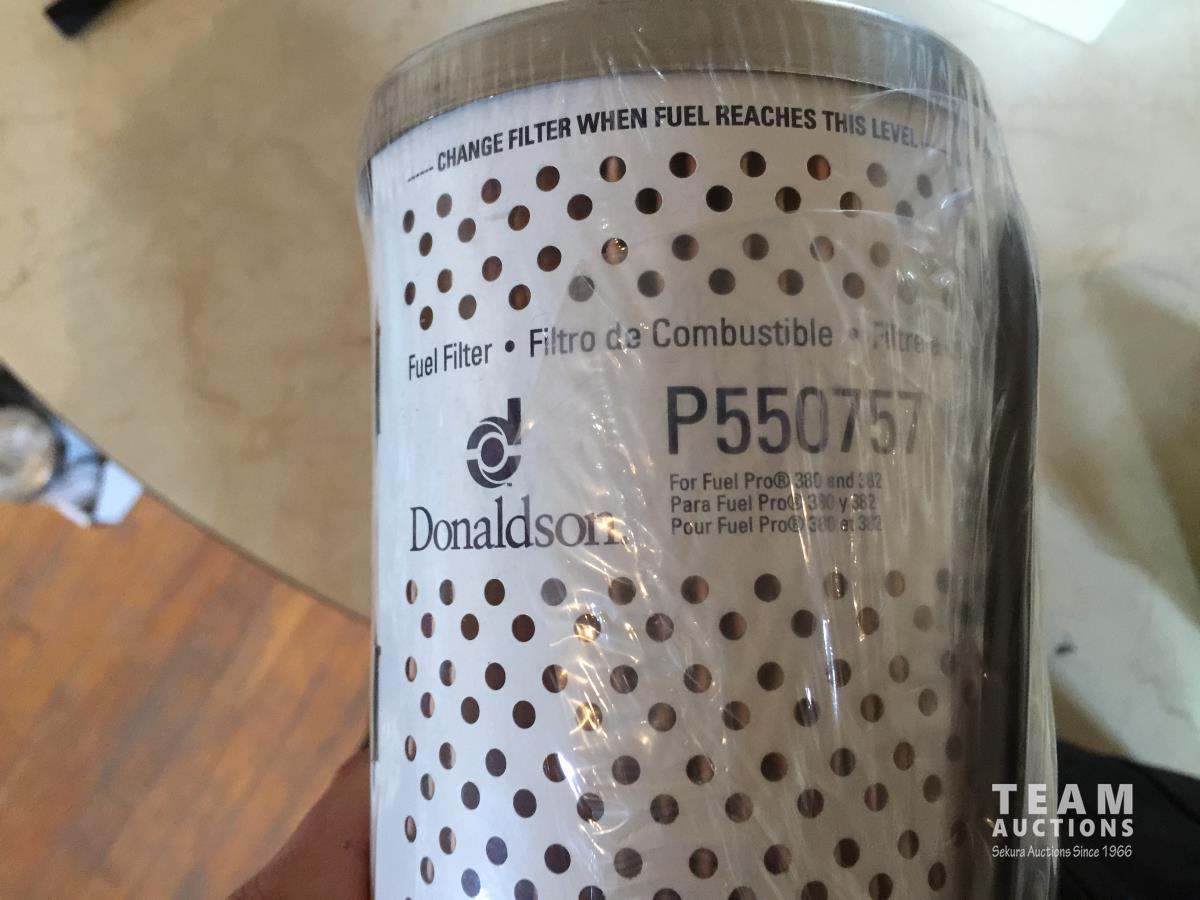 CHANGE FILTER WHEN FUEL REACHES THIS LEVEL
Fuel Filter • Filtro de Combustible • Filtre a
Donaldson
P550757
For Fuel Pro® 380 and 382
Para Fuel Pro® 380 y 382
Pour Fuel Pro® 380 et 382
TEAM
AUCTIONS
Sekura Auctions Since 1966